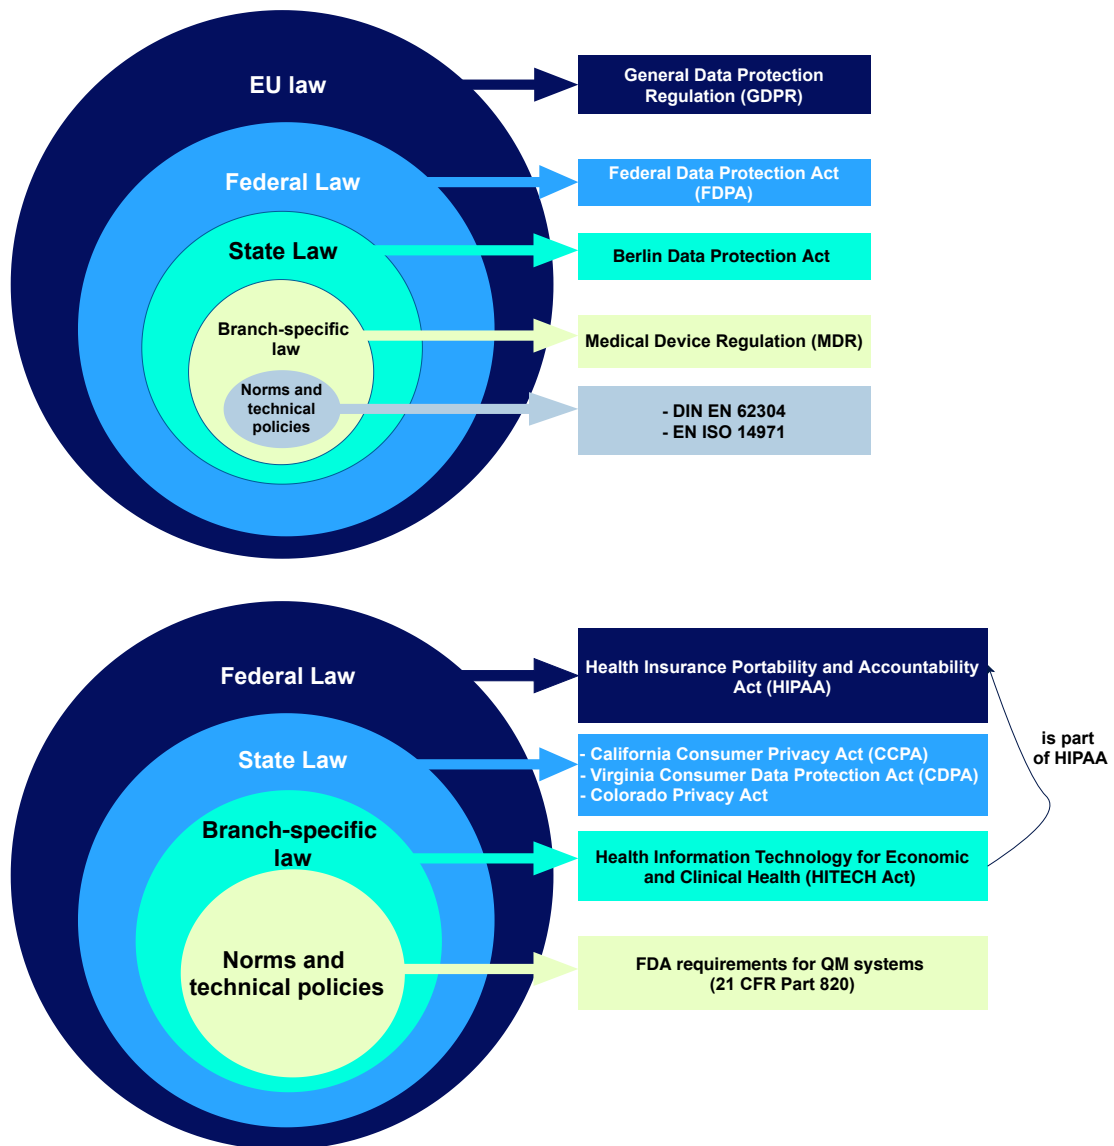 EU law
General Data Protection
Regulation (GDPR)
Federal Law
Federal Data Protection Act
(FDPA)
State Law
Berlin Data Protection Act
Branch-specific
law
Medical Device Regulation (MDR)
Norms and
technical
policies
- DIN EN 62304
- EN ISO 14971
Federal Law
Health Insurance Portability and Accountability
Act (HIPAA)
is part
of HIPAA
State Law
- California Consumer Privacy Act (CCPA)
- Virginia Consumer Data Protection Act (CDPA)
- Colorado Privacy Act
Branch-specific
law
Health Information Technology for Economic
and Clinical Health (HITECH Act)
Norms and
technical policies
FDA requirements for QM systems
(21 CFR Part 820)